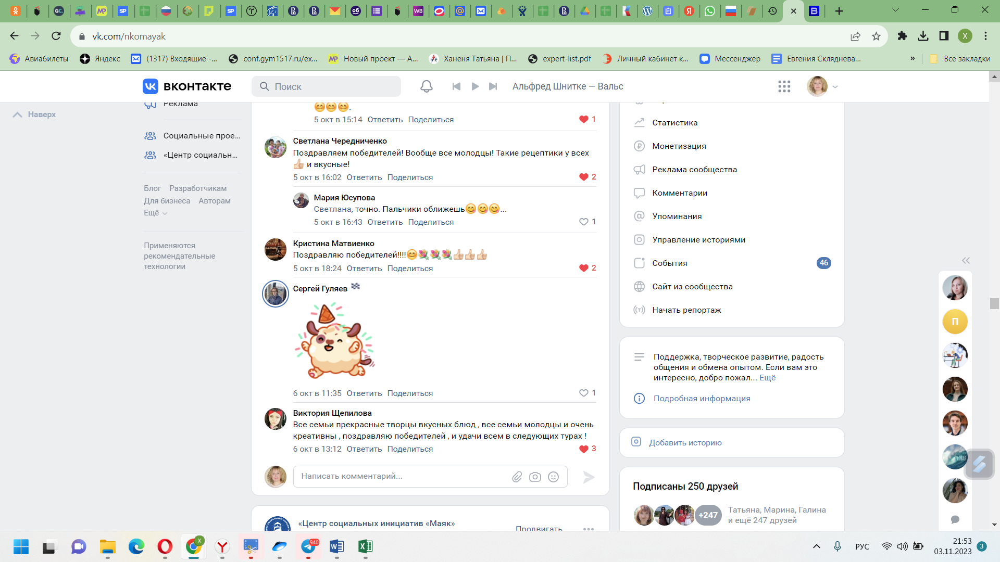 vk.com/nkomayak
Авиабилеты
Яндекс
(1317) Входящие -...
conf.gym1517.ru/ex...
Новый проект — А...
Ханеня Татьяна | П...
expert-list.pdf
Личный кабинет к...
Мессенджер
Евгения Скляднева...
»
Все закладки
вконтакте
Поиск
Альфред Шнитке — Вальс
Наверх
Реклама
Социальные прое...
«Центр социальн...
Блог Разработчикам
Для бизнеса Авторам
Ещё
Применяются
рекомендательные
технологии
😊😊😊.
5 окт в 15:14 Ответить Поделиться 1
Светлана Чередниченко
Поздравляем победителей! Вообще все молодцы! Такие рецептики у всех
👍🏼 и вкусные!
5 окт в 16:02 Ответить Поделиться 2
Мария Юсупова
Светлана, точно. Пальчики оближешь😋😋😋...
5 окт в 16:43 Ответить Поделиться 1
Кристина Матвиенко
Поздравляю победителей!!!!😊💐💐💐👍🏼👍🏼👍🏼
5 окт в 18:24 Ответить Поделиться 2
Сергей Гуляев
6 окт в 11:35 Ответить Поделиться 1
Виктория Щепилова
Все семьи прекрасные творцы вкусных блюд , все семьи молодцы и очень
креативны , поздравляю победителей , и удачи всем в следующих турах !
6 окт в 13:12 Ответить Поделиться 3
Написать комментарий...
«Центр социальных инициатив «Маяк»
Продвигать
Статистика
Монетизация
Реклама сообщества
Комментарии
Упоминания
Управление историями
События 46
Сайт из сообщества
Начать репортаж
Поддержка, творческое развитие, радость
общения и обмена опытом. Если вам это
интересно, добро пожал... Ещё
Подробная информация
Добавить историю
Подписаны 250 друзей
+247
Татьяна, Марина, Галина
и ещё 247 друзей
П
940
РУС
21:53
03.11.2023
3